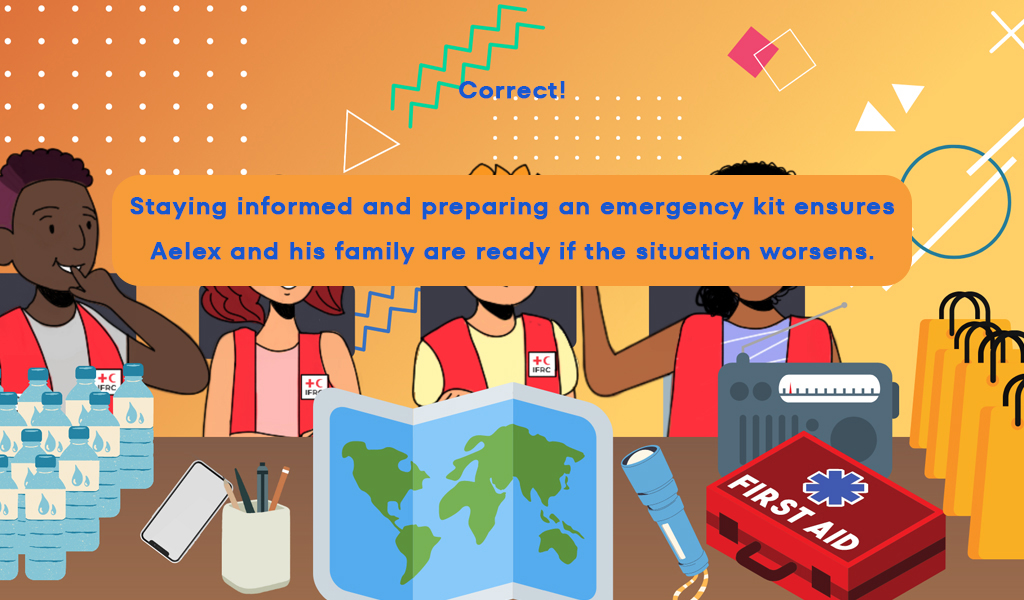 Correct!
Staying informed and preparing an emergency kit ensures
Aelex and his family are ready if the situation worsens.
IFRC
IFRC
IFRC
FIRST AID